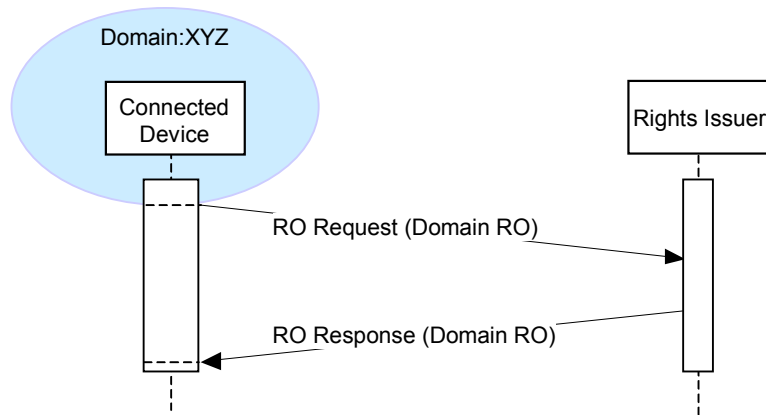 Domain:XYZ
Connected
Device
Rights Issuer
RO Request (Domain RO)
RO Response (Domain RO)